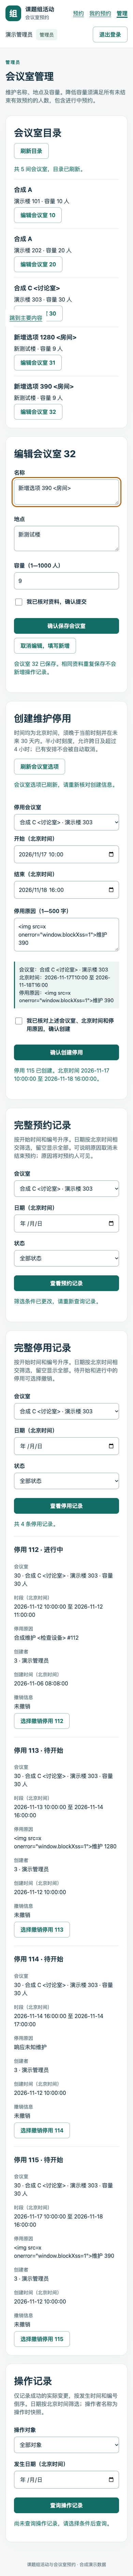 组
课题组活动
会议室预约
预约
我的预约
管理
演示管理员
管理员
退出登录
管理员
会议室管理
维护名称、地点及容量。降低容量须满足所有未结
束有效预约的人数，包含进行中预约。
会议室目录
刷新目录
共 5 间会议室，目录已刷新。
合成 A
演示楼 101 · 容量 10 人
编辑会议室 10
合成 A
演示楼 202 · 容量 20 人
编辑会议室 20
合成 C <讨论室>
演示楼 303 · 容量 30 人
跳到主要内容
30
新增选项 1280 <房间>
新测试楼 · 容量 9 人
编辑会议室 31
新增选项 390 <房间>
新测试楼 · 容量 9 人
编辑会议室 32
编辑会议室 32
名称
新增选项 390 <房间>
地点
新测试楼
容量（1—1000 人）
9
我已核对资料，确认提交
确认保存会议室
取消编辑，填写新增
会议室 32 已保存。相同资料重复保存不会
新增操作记录。
创建维护停用
时间均为北京时间，须晚于当前时刻并在未
来 30 天内，半小时刻度，允许跨日及超过
4 小时；已有安排不会被自动取消。
刷新会议室选项
会议室选项已刷新，请重新核对创建信息。
停用会议室
合成 C <讨论室> · 演示楼 303
开始（北京时间）
2026/11/17 10:00
结束（北京时间）
2026/11/18 16:00
停用原因（1—500 字）
<img src=x
onerror="window.blockXss=1">维护
390
会议室：合成 C <讨论室> · 演示楼 303
北京时间：2026-11-17T10:00 至 2026-
11-18T16:00
停用原因：<img src=x
onerror="window.blockXss=1">维护 390
我已核对上述会议室、北京时间和停
用原因，确认创建
确认创建停用
停用 115 已创建。北京时间 2026-11-17
10:00:00 至 2026-11-18 16:00:00。
完整预约记录
按开始时间和编号升序。日期按北京时间相
交筛选，留空显示全部。可说明原因取消未
结束预约；原因将对预约人可见。
会议室
合成 C <讨论室> · 演示楼 303
日期（北京时间）
年 /月/日
状态
全部状态
查看预约记录
筛选条件已更改，请重新查询记录。
完整停用记录
按开始时间和编号升序。日期按北京时间相
交筛选，留空显示全部。待开始和进行中的
停用可选择撤销。
会议室
合成 C <讨论室> · 演示楼 303
日期（北京时间）
年 /月/日
状态
全部状态
查看停用记录
共 4 条停用记录。
停用 112 · 进行中
会议室
30 · 合成 C <讨论室> · 演示楼 303 · 容量
30 人
时段（北京时间）
2026-11-12 10:00:00 至 2026-11-12
11:00:00
停用原因
合成维护 <检查设备> #112
创建者
3 · 演示管理员
创建时间（北京时间）
2026-11-06 08:08:00
撤销信息
未撤销
选择撤销停用 112
停用 113 · 待开始
会议室
30 · 合成 C <讨论室> · 演示楼 303 · 容量
30 人
时段（北京时间）
2026-11-13 10:00:00 至 2026-11-14
16:00:00
停用原因
<img src=x
onerror="window.blockXss=1">维护 1280
创建者
3 · 演示管理员
创建时间（北京时间）
2026-11-12 10:00:00
撤销信息
未撤销
选择撤销停用 113
停用 114 · 待开始
会议室
30 · 合成 C <讨论室> · 演示楼 303 · 容量
30 人
时段（北京时间）
2026-11-14 16:00:00 至 2026-11-14
17:00:00
停用原因
响应未知维护
创建者
3 · 演示管理员
创建时间（北京时间）
2026-11-12 10:00:00
撤销信息
未撤销
选择撤销停用 114
停用 115 · 待开始
会议室
30 · 合成 C <讨论室> · 演示楼 303 · 容量
30 人
时段（北京时间）
2026-11-17 10:00:00 至 2026-11-18
16:00:00
停用原因
<img src=x
onerror="window.blockXss=1">维护 390
创建者
3 · 演示管理员
创建时间（北京时间）
2026-11-12 10:00:00
撤销信息
未撤销
选择撤销停用 115
操作记录
仅记录成功的实际变更，按发生时间和编号
倒序。日期按北京时间筛选；操作者名称为
操作时快照。
操作对象
全部对象
发生日期（北京时间）
年 /月/日
查询操作记录
尚未查询操作记录，请选择条件后查询。
课题组活动与会议室预约 · 合成演示数据